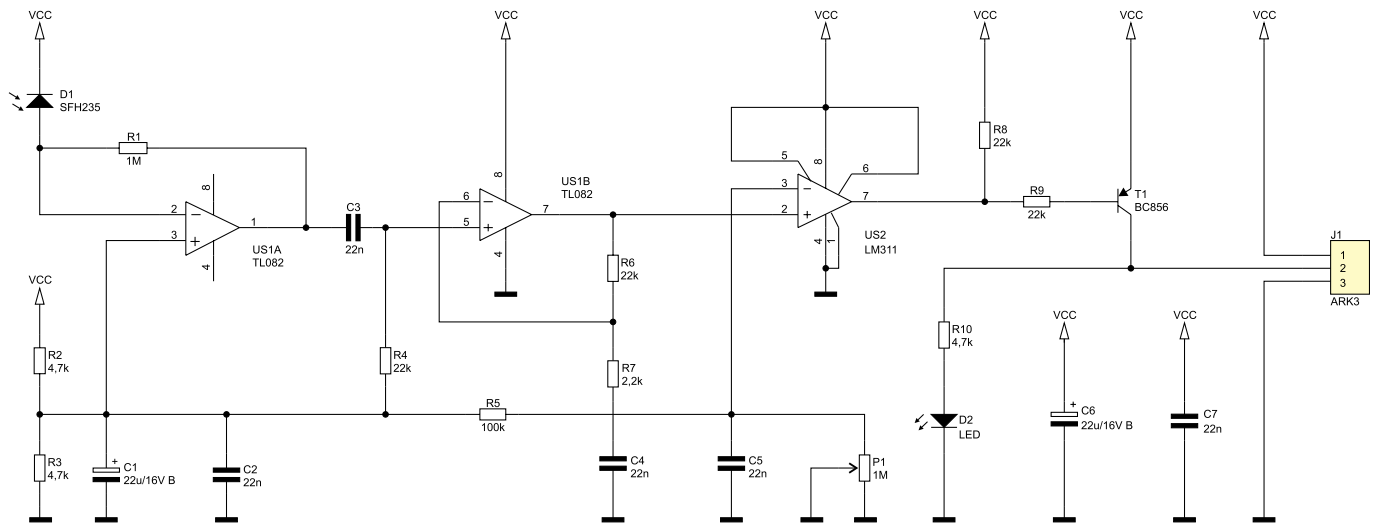 VCC
VCC
VCC
VCC
VCC
VCC
D1
SFH235
R1
1M
8
2
3
1
4
US1A
TL082
C3
22n
8
6
5
7
4
US1B
TL082
5
8
6
3
2
7
4
1
US2
LM311
R8
22k
R9
22k
T1
BC856
J1
1
2
3
ARK3
VCC
R2
4,7k
R6
22k
R4
22k
R7
2,2k
R5
100k
R10
4,7k
VCC
VCC
R3
4,7k
+
C1
22u/16V B
C2
22n
C4
22n
C5
22n
P1
1M
D2
LED
+
C6
22u/16V B
C7
22n